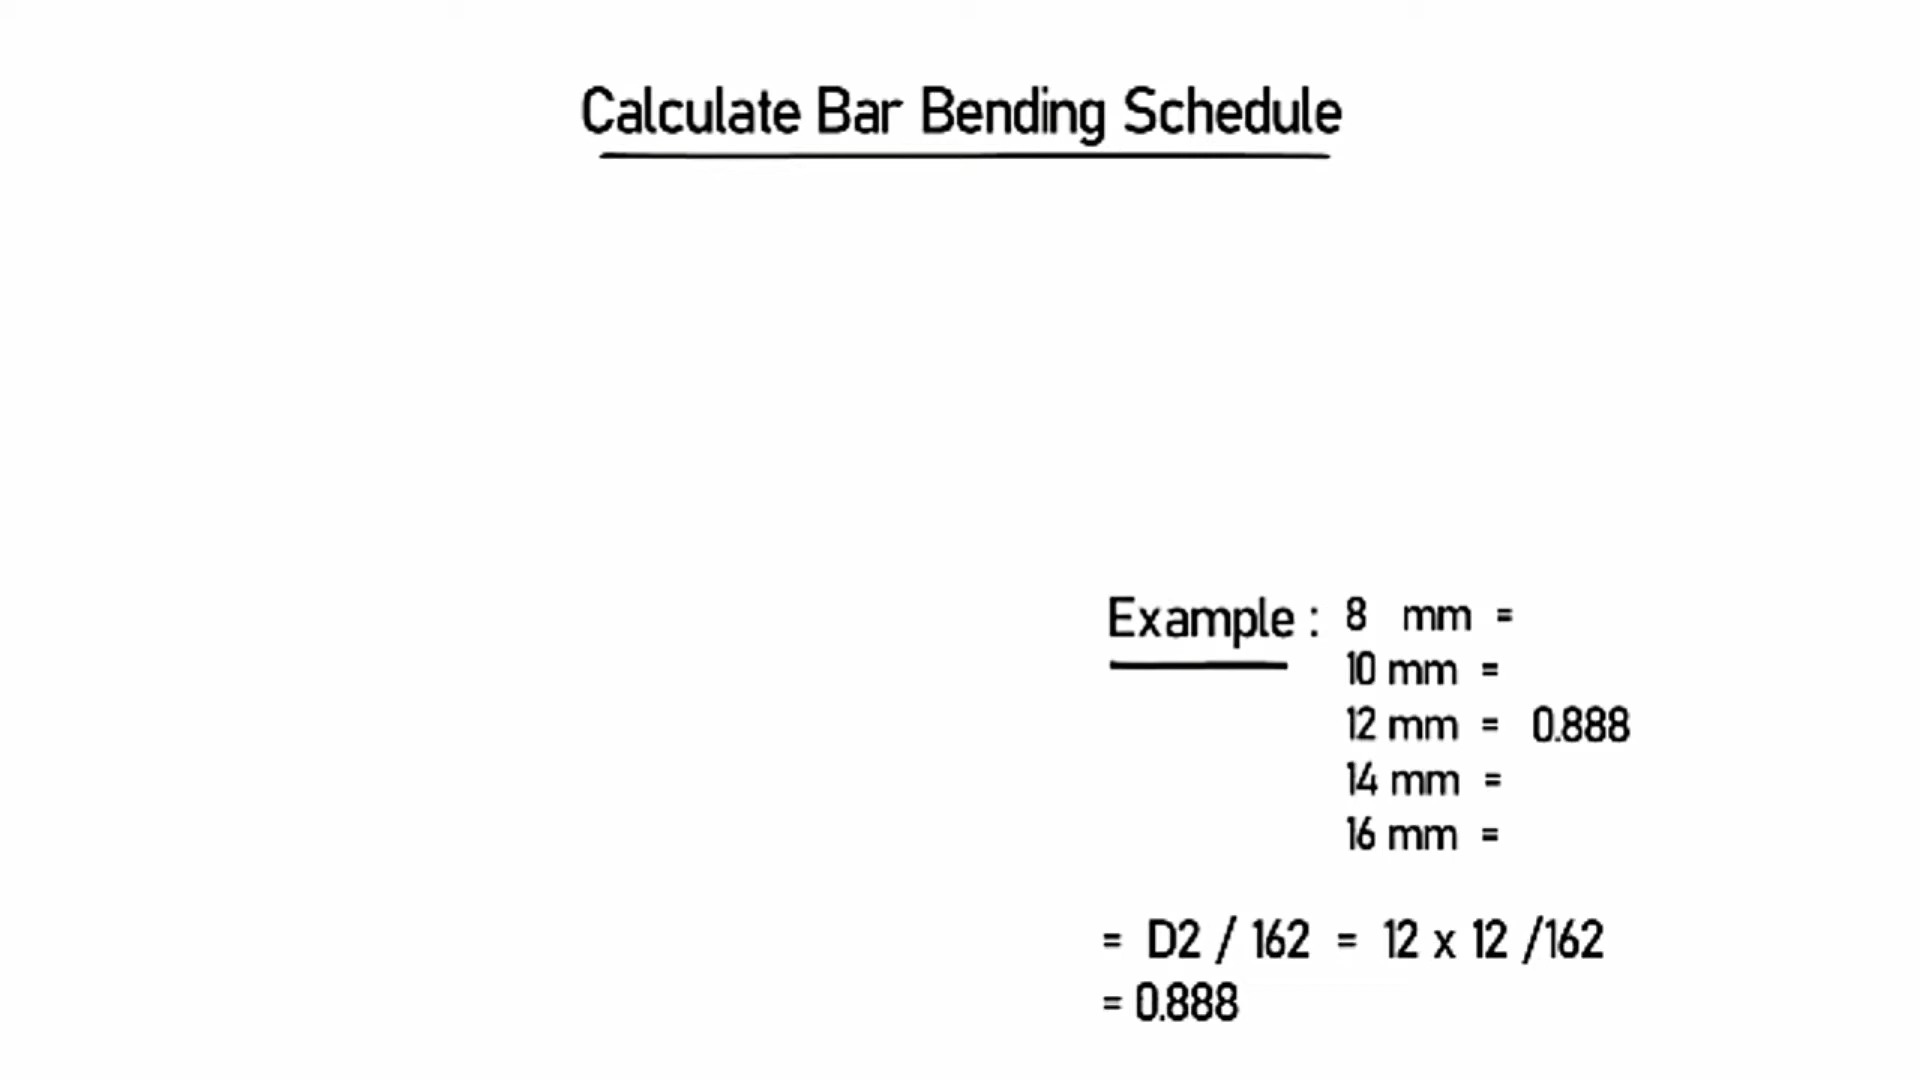 Calculate Bar Bending Schedule
Example : 8 mm =
10 mm =
12 mm = 0.888
14 mm =
16 mm =
= D2 / 162 = 12 x 12 /162
= 0.888